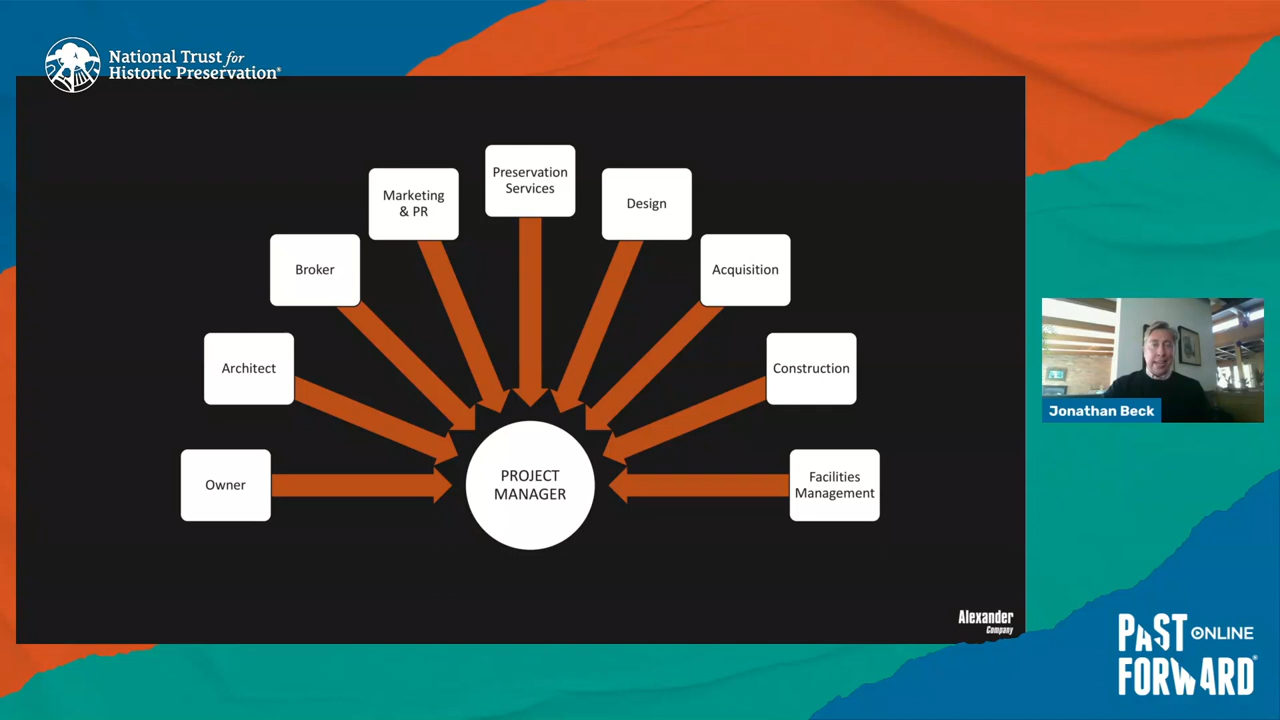 National Trust for
Historic Preservation®
Preservation
Services
Marketing
& PR
Design
Broker
Acquisition
Architect
Construction
Owner
PROJECT
MANAGER
Facilities
Management
Jonathan Beck
Alexander
Company
PAST ONLINE
FORWARD®